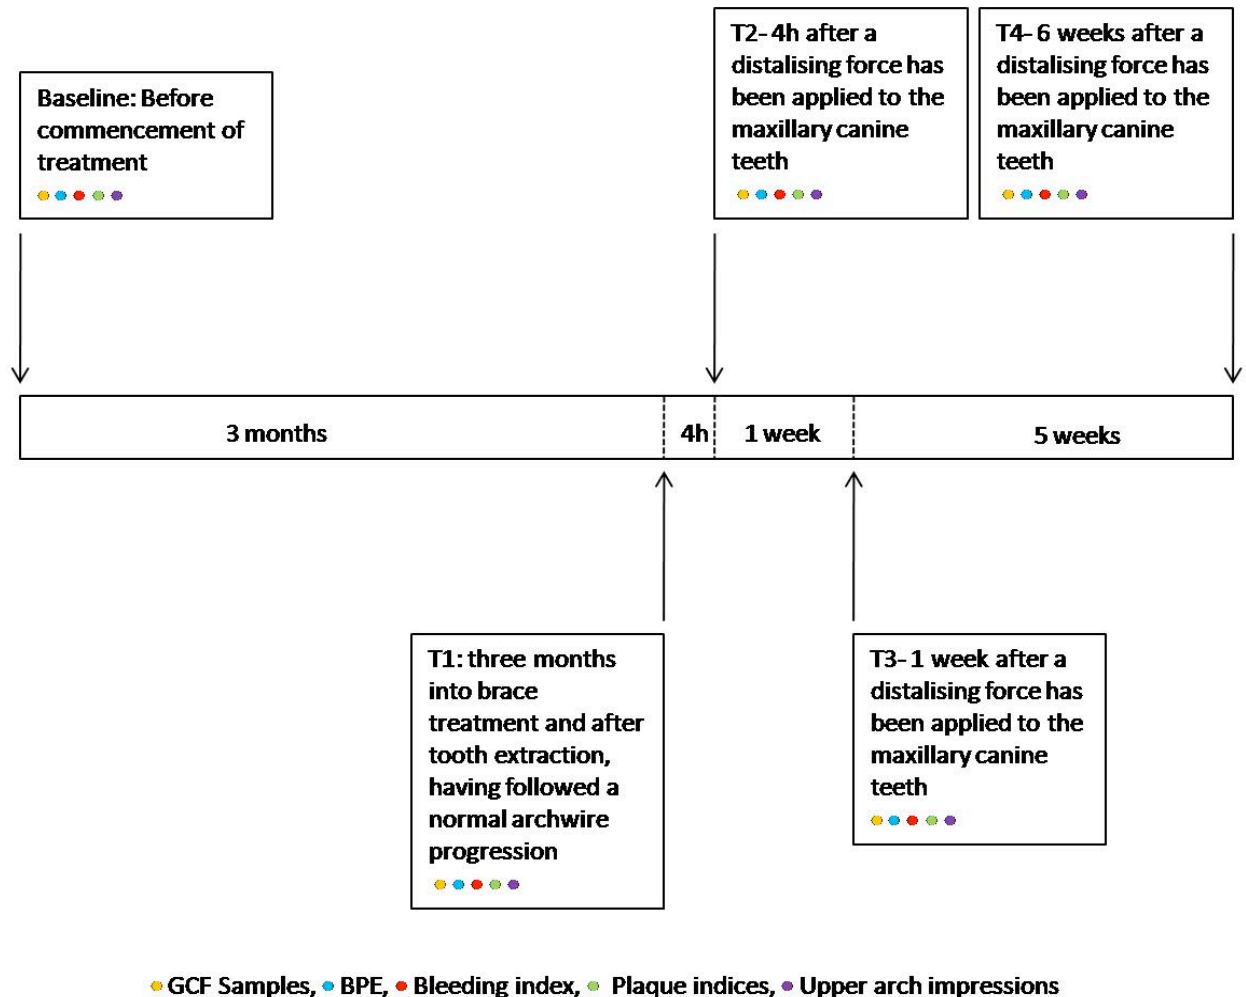 Baseline: Before
commencement of
treatment
T2- 4h after a
distalising force has
been applied to the
maxillary canine
teeth
T4- 6 weeks after a
distalising force has
been applied to the
maxillary canine
teeth
3 months
4h
1 week
5 weeks
T1: three months
into brace
treatment and after
tooth extraction,
having followed a
normal archwire
progression
T3- 1 week after a
distalising force has
been applied to the
maxillary canine
teeth
GCF Samples, BPE, Bleeding index, Plaque indices, Upper arch impressions